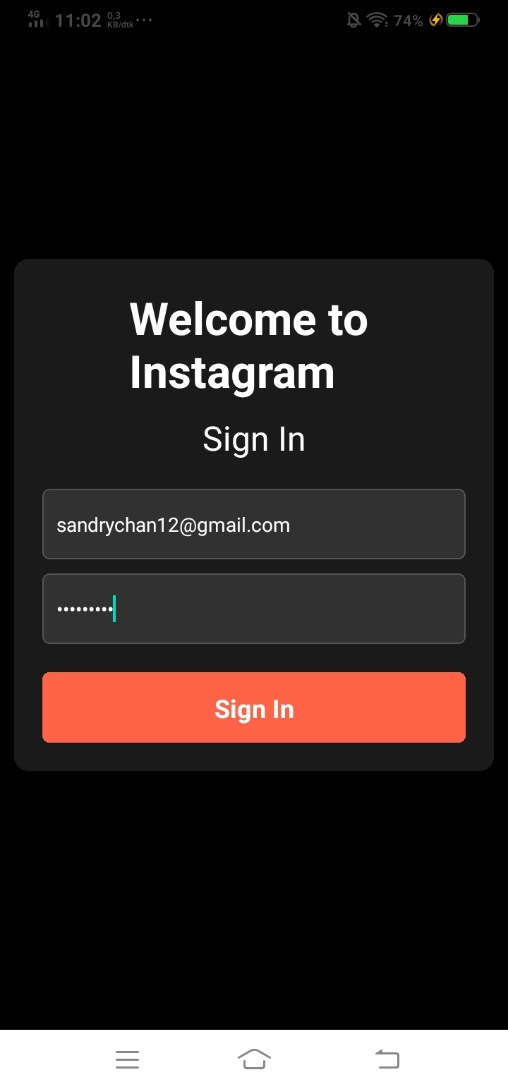 4G 11:02 0,3 KB/dtk ... 74%
Welcome to
Instagram
Sign In
sandrychan12@gmail.com
•••••••••
Sign In